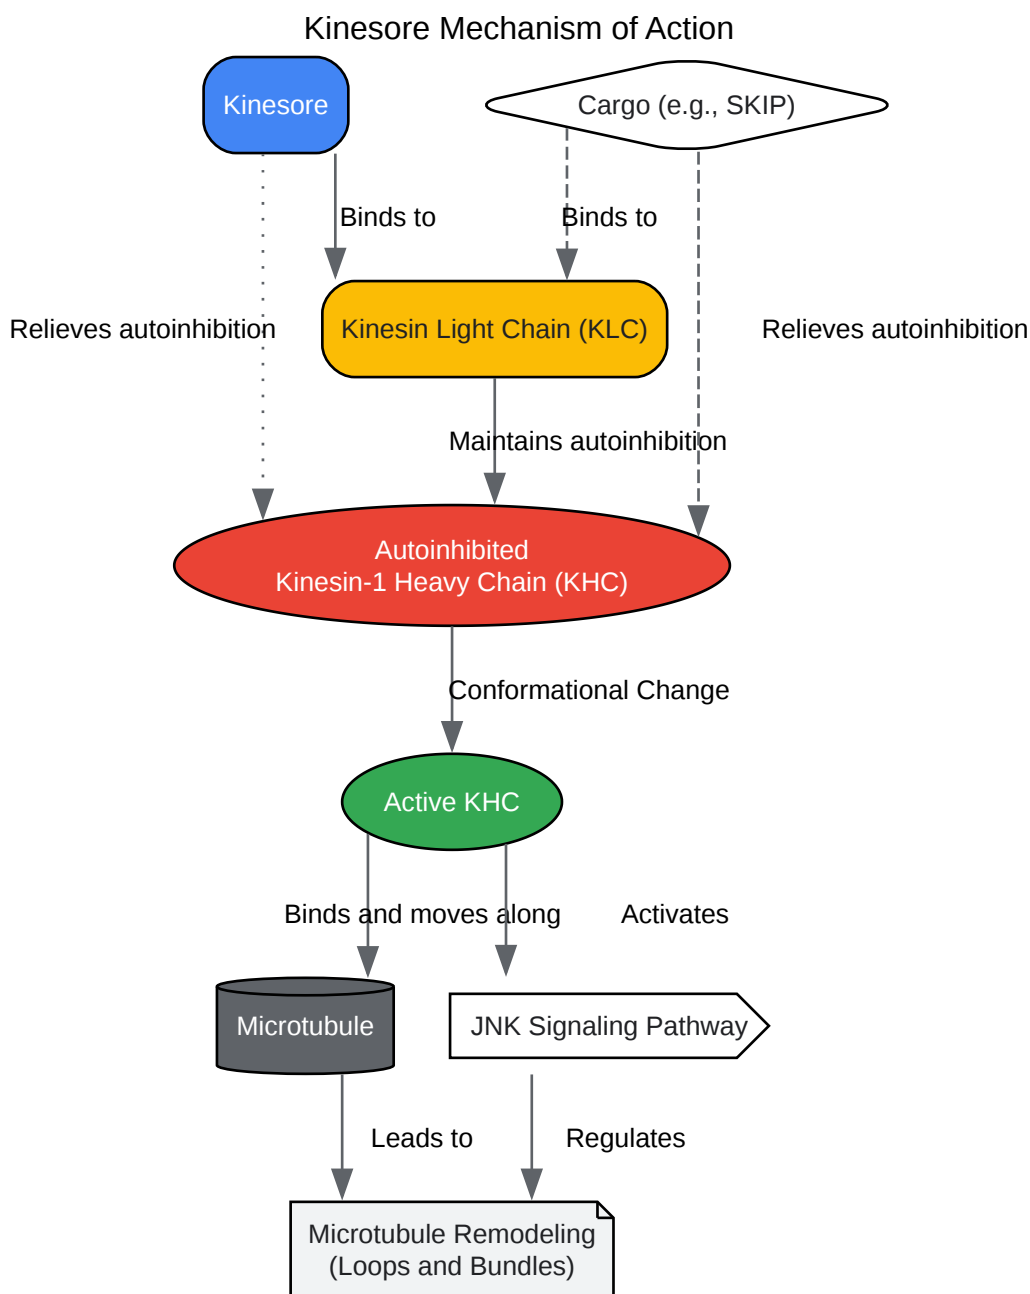 Kinesore Mechanism of Action
Kinesore
Cargo (e.g., SKIP)
Binds to
Binds to
Relieves autoinhibition
Kinesin Light Chain (KLC)
Relieves autoinhibition
Maintains autoinhibition
Autoinhibited
Kinesin-1 Heavy Chain (KHC)
Conformational Change
Active KHC
Binds and moves along
Activates
Microtubule
JNK Signaling Pathway
Leads to
Regulates
Microtubule Remodeling
(Loops and Bundles)